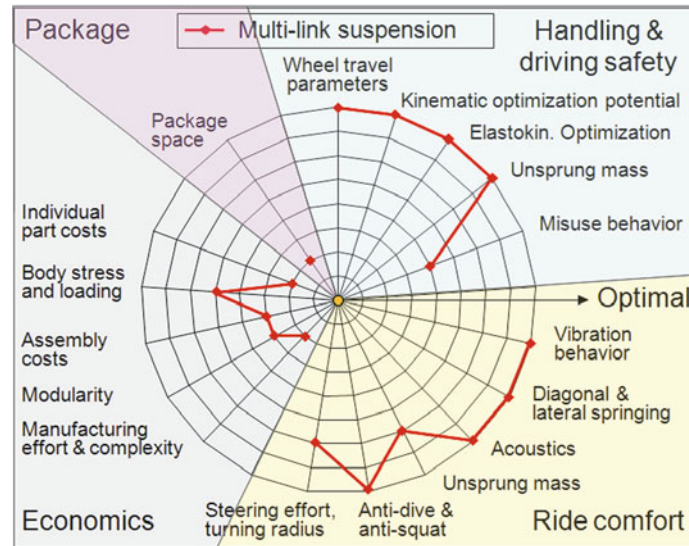 Package
Multi-link suspension
Handling &
driving safety
Wheel travel
parameters
Kinematic optimization potential
Elastokin. Optimization
Unsprung mass
Misuse behavior
Package
space
Individual
part costs
Body stress
and loading
Assembly
costs
Modularity
Manufacturing
effort & complexity
Optimal
Vibration
behavior
Diagonal &
lateral springing
Acoustics
Unsprung mass
Anti-dive &
anti-squat
Steering effort,
turning radius
Economics
Ride comfort